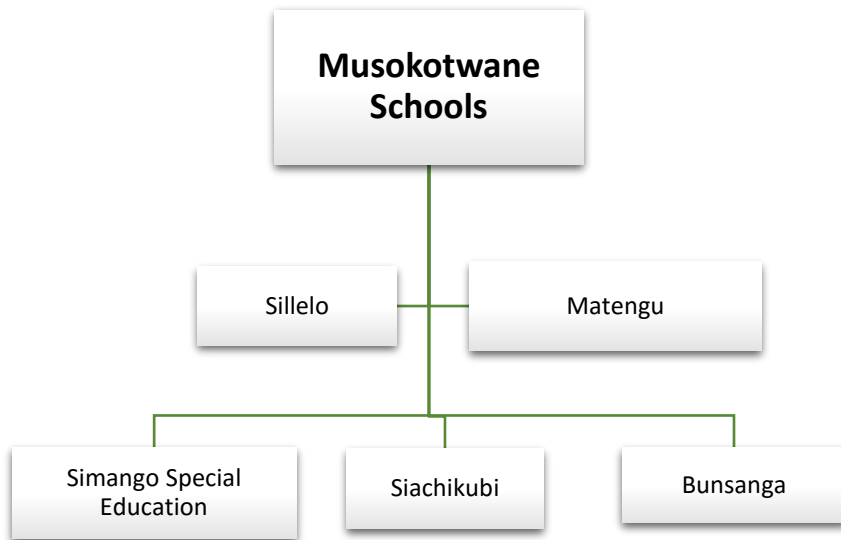 Musokotwane
Schools
Sillelo
Matengu
Simango Special
Education
Siachikubi
Bunsanga